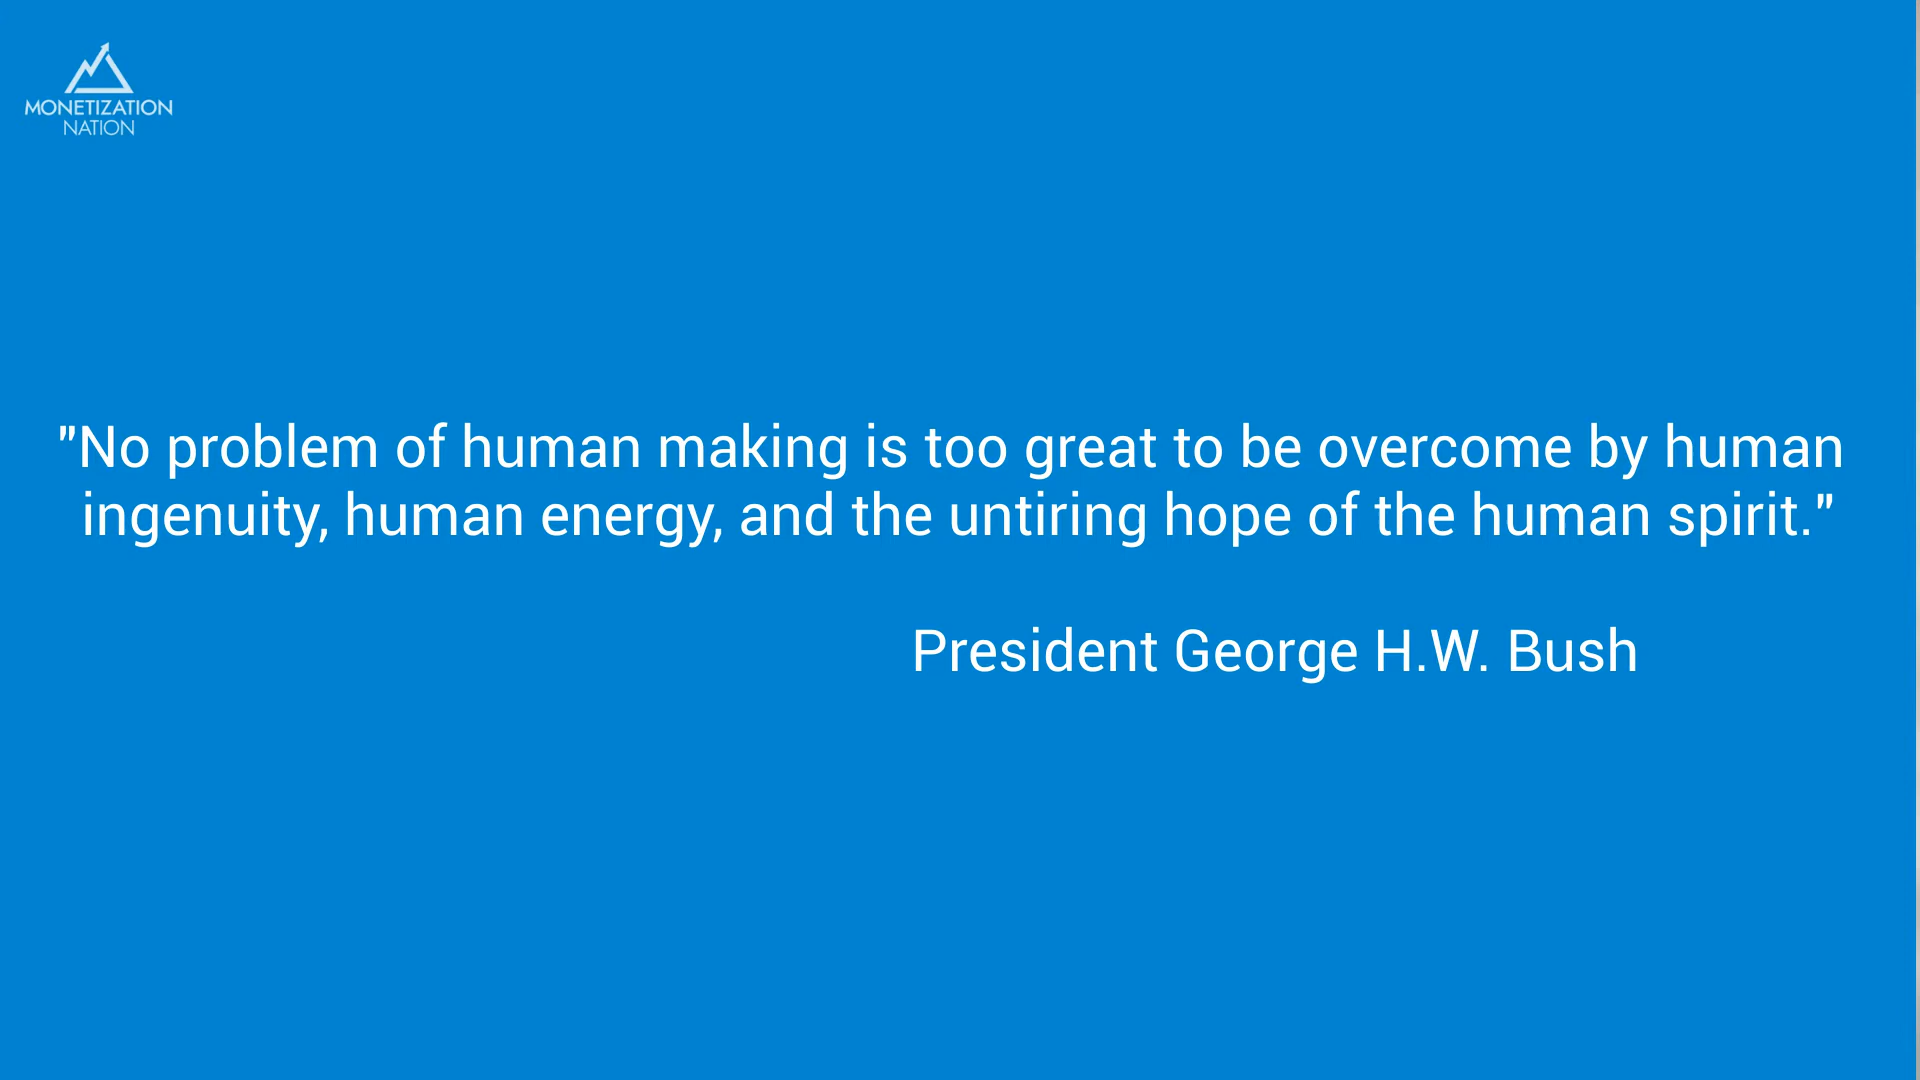 MONETIZATION
NATION
"No problem of human making is too great to be overcome by human
ingenuity, human energy, and the untiring hope of the human spirit."
President George H.W. Bush